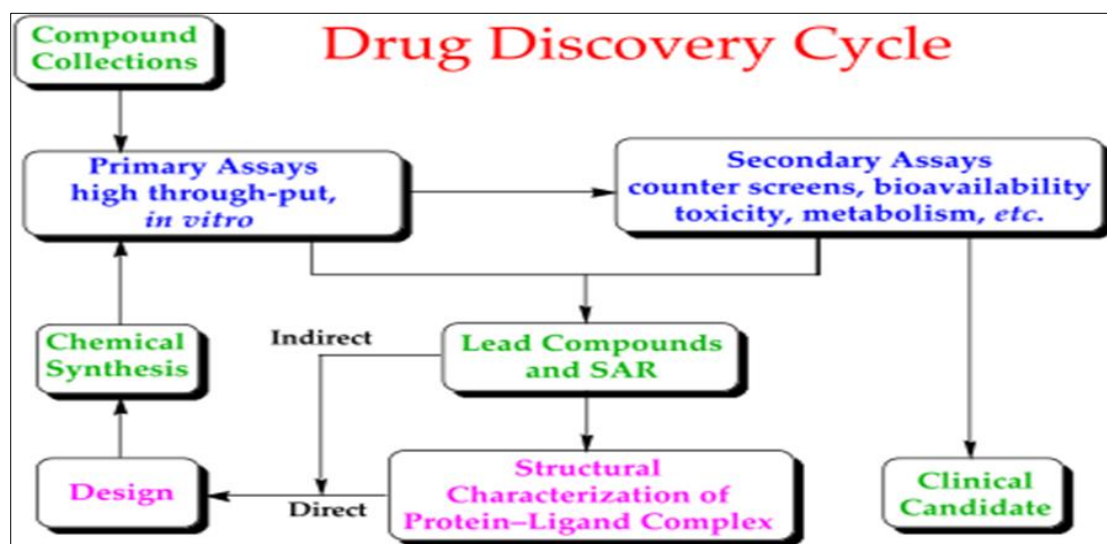 Compound
Collections
Drug Discovery Cycle
Primary Assays
high through-put,
in vitro
Secondary Assays
counter screens, bioavailability
toxicity, metabolism, etc.
Chemical
Synthesis
Indirect
Lead Compounds
and SAR
Design
Direct
Structural
Characterization of
Protein–Ligand Complex
Clinical
Candidate